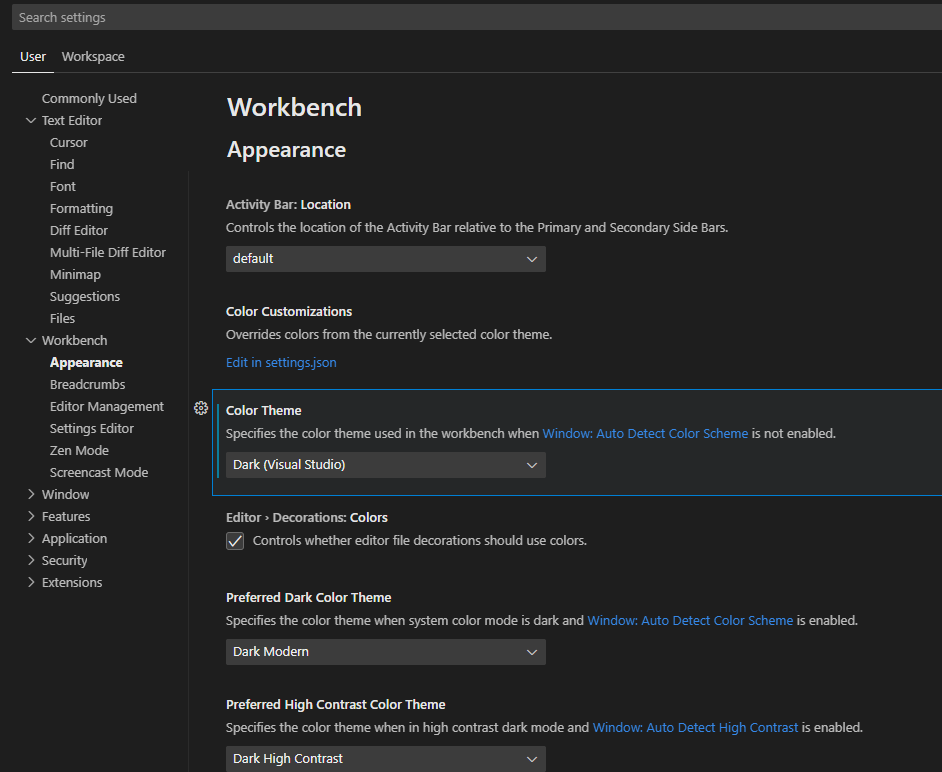 Search settings
User
Workspace
Commonly Used
Text Editor
Cursor
Find
Font
Formatting
Diff Editor
Multi-File Diff Editor
Minimap
Suggestions
Files
Workbench
Appearance
Breadcrumbs
Editor Management
Settings Editor
Zen Mode
Screencast Mode
Window
Features
Application
Security
Extensions
Workbench
Appearance
Activity Bar: Location
Controls the location of the Activity Bar relative to the Primary and Secondary Side Bars.
default
Color Customizations
Overrides colors from the currently selected color theme.
Edit in settings.json
Color Theme
Specifies the color theme used in the workbench when Window: Auto Detect Color Scheme is not enabled.
Dark (Visual Studio)
Editor › Decorations: Colors
Controls whether editor file decorations should use colors.
Preferred Dark Color Theme
Specifies the color theme when system color mode is dark and Window: Auto Detect Color Scheme is enabled.
Dark Modern
Preferred High Contrast Color Theme
Specifies the color theme when in high contrast dark mode and Window: Auto Detect High Contrast is enabled.
Dark High Contrast